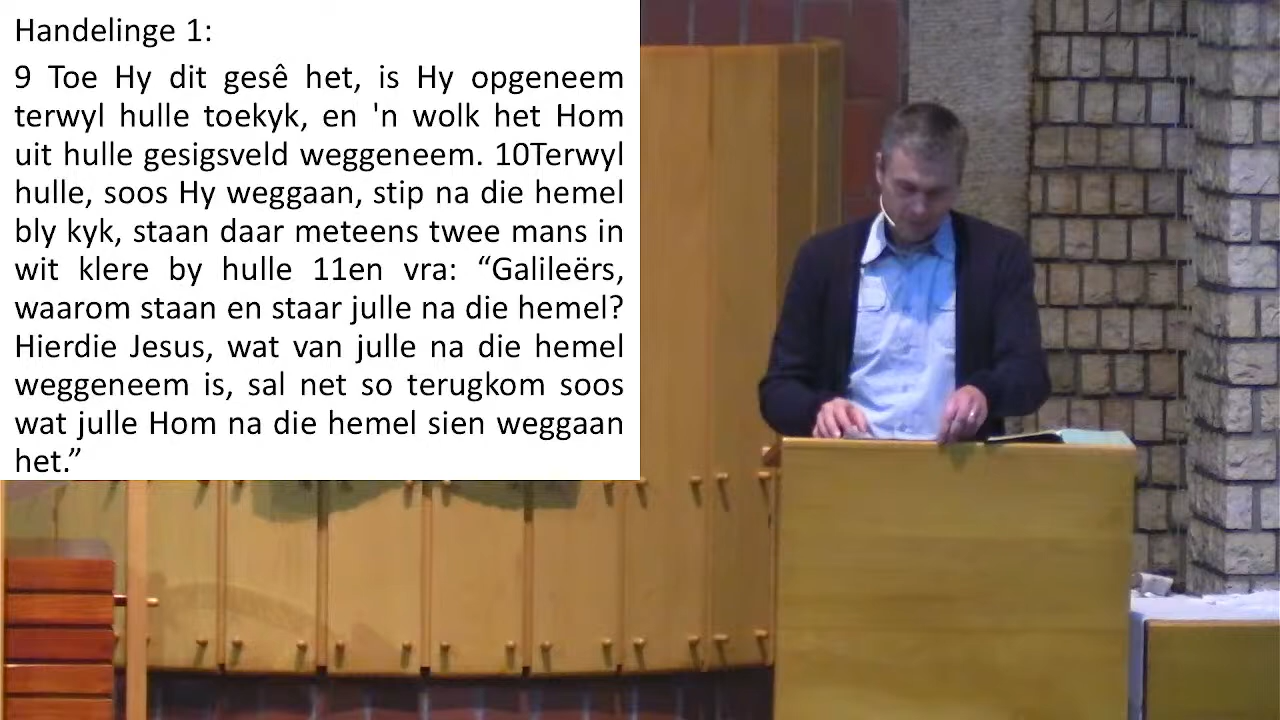 Handelinge 1:
9 Toe Hy dit gesê het, is Hy opgeneem
terwyl hulle toekyk, en 'n wolk het Hom
uit hulle gesigsveld weggeneem. 10Terwyl
hulle, soos Hy weggaan, stip na die hemel
bly kyk, staan daar meteens twee mans in
wit klere by hulle 11en vra: “Galileërs,
waarom staan en staar julle na die hemel?
Hierdie Jesus, wat van julle na die hemel
weggeneem is, sal net so terugkom soos
wat julle Hom na die hemel sien weggaan
het.”